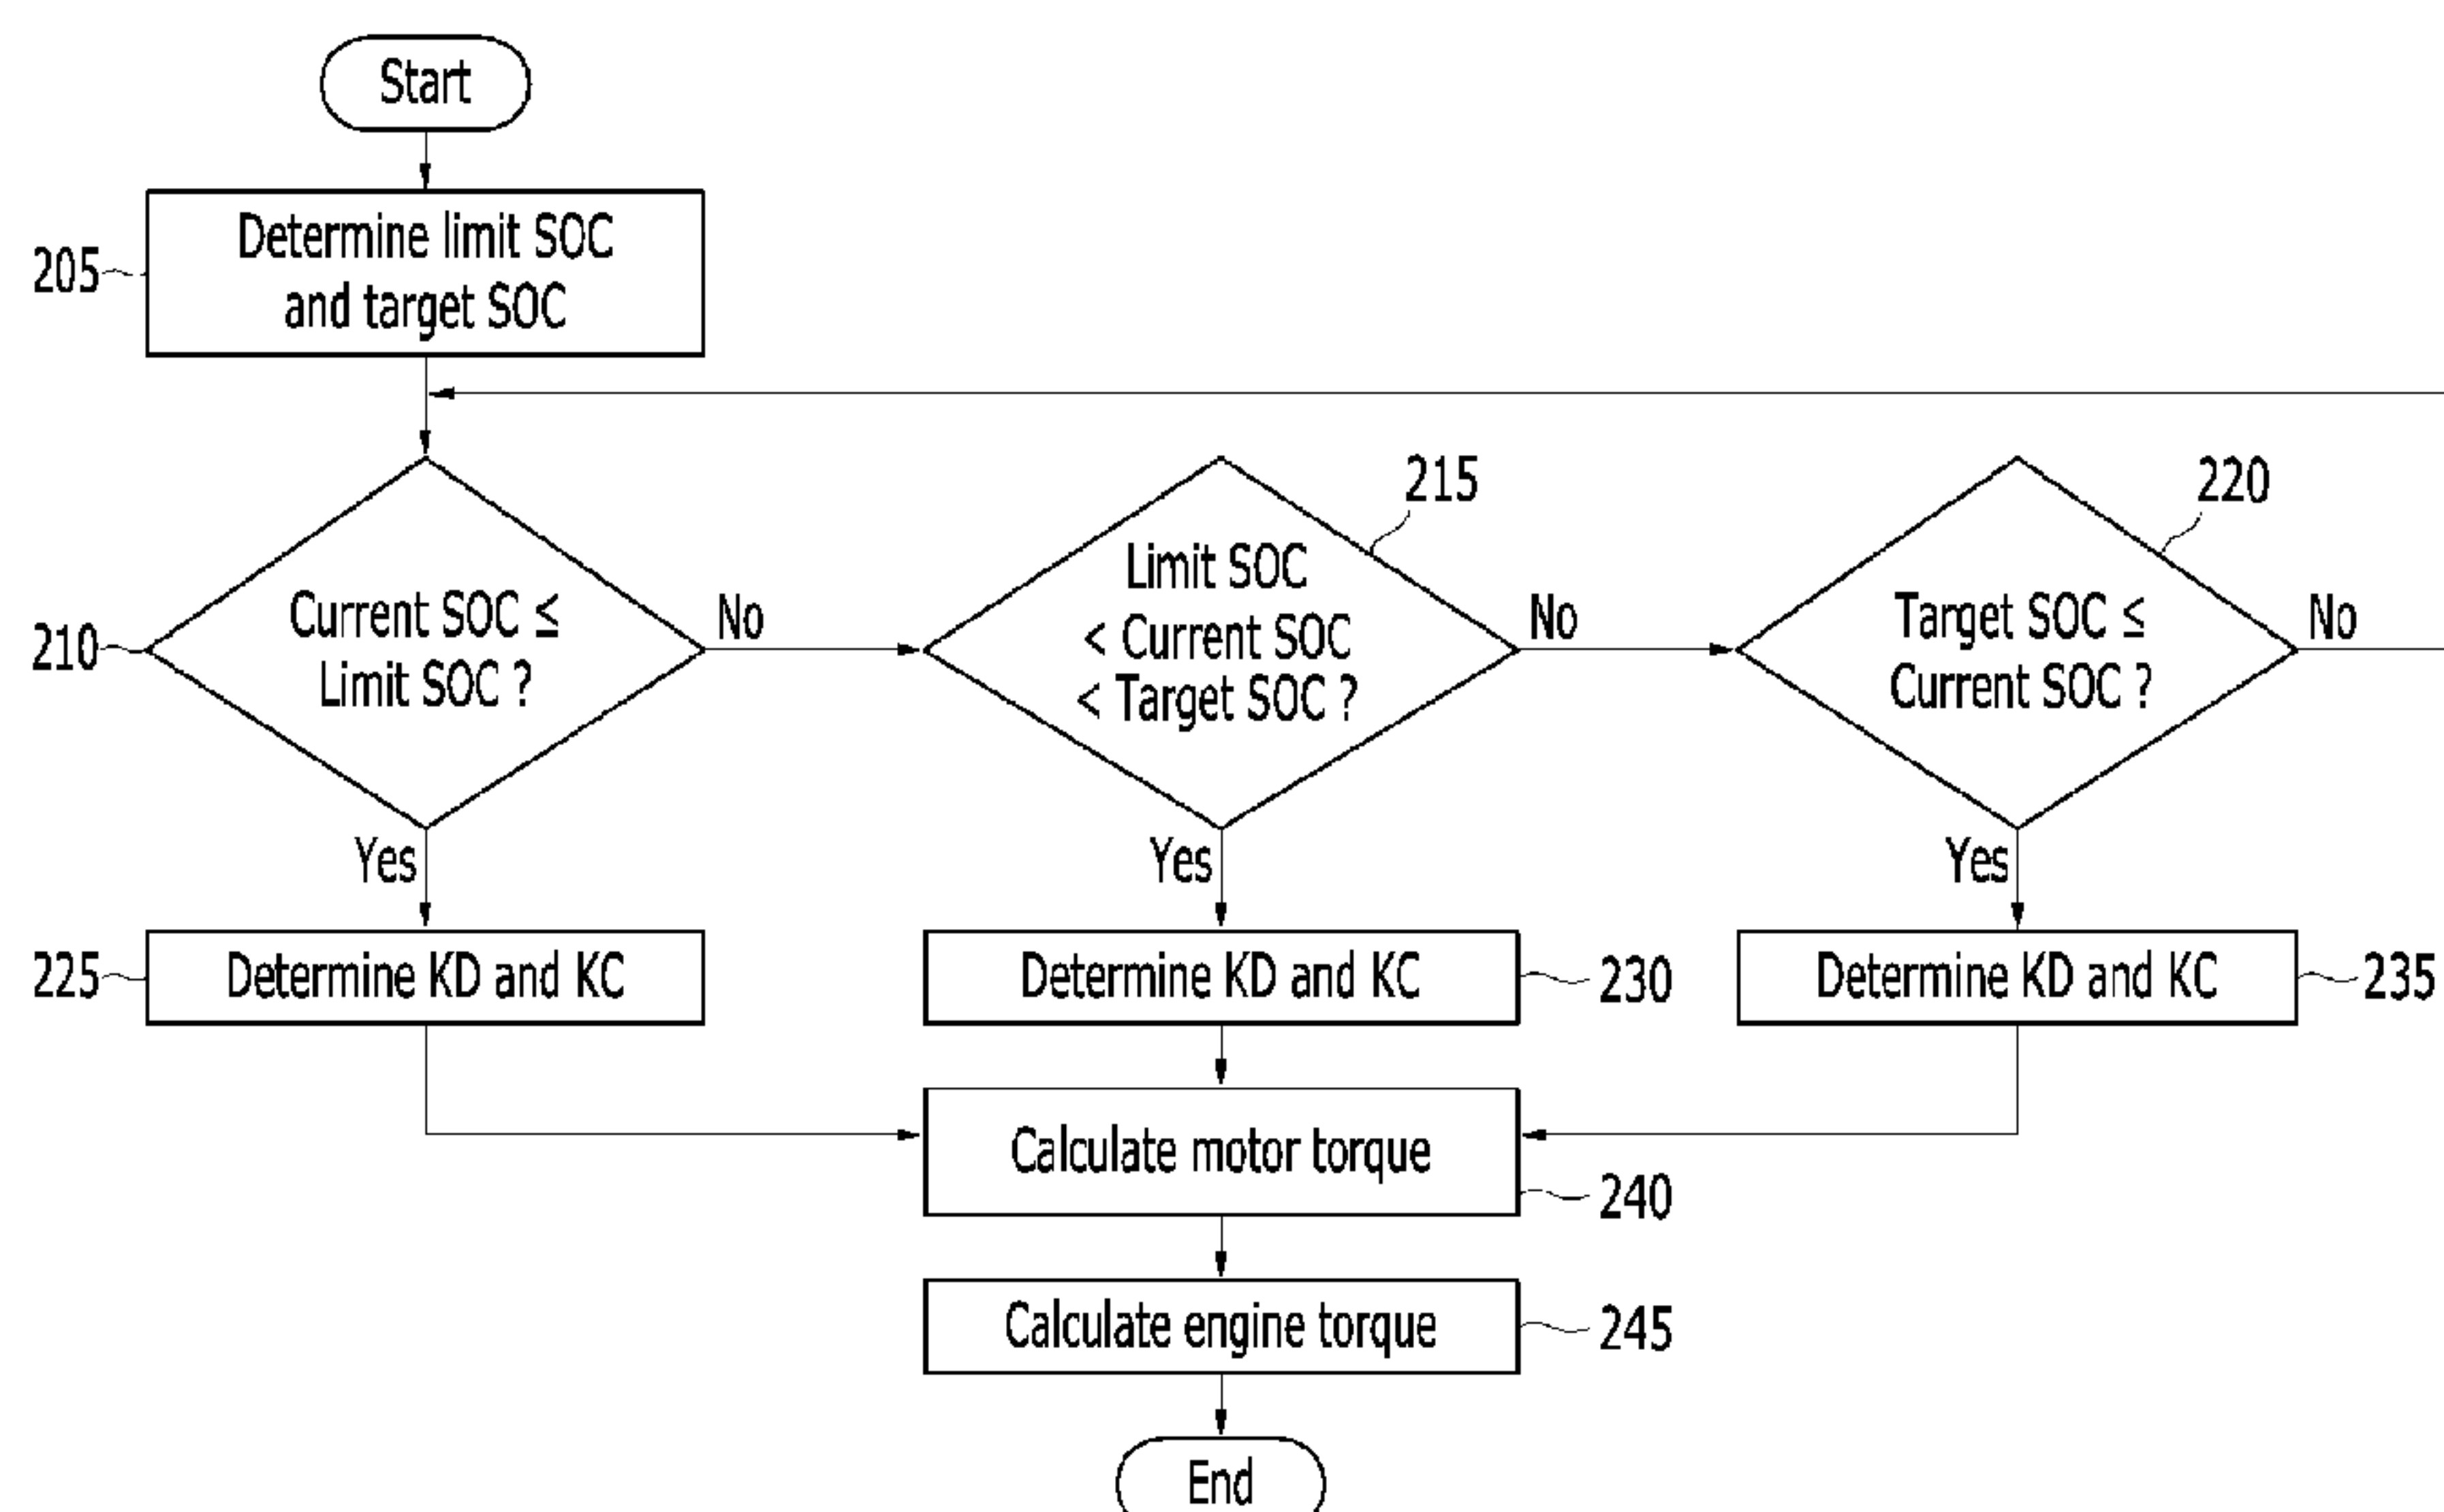 Start
205
Determine limit SOC
and target SOC
210
Current SOC ≤
Limit SOC ?
No
Yes
215
Limit SOC
< Current SOC
< Target SOC ?
No
Yes
220
Target SOC ≤
Current SOC ?
No
Yes
225
Determine KD and KC
Determine KD and KC
230
Determine KD and KC
235
Calculate motor torque
240
Calculate engine torque
245
End